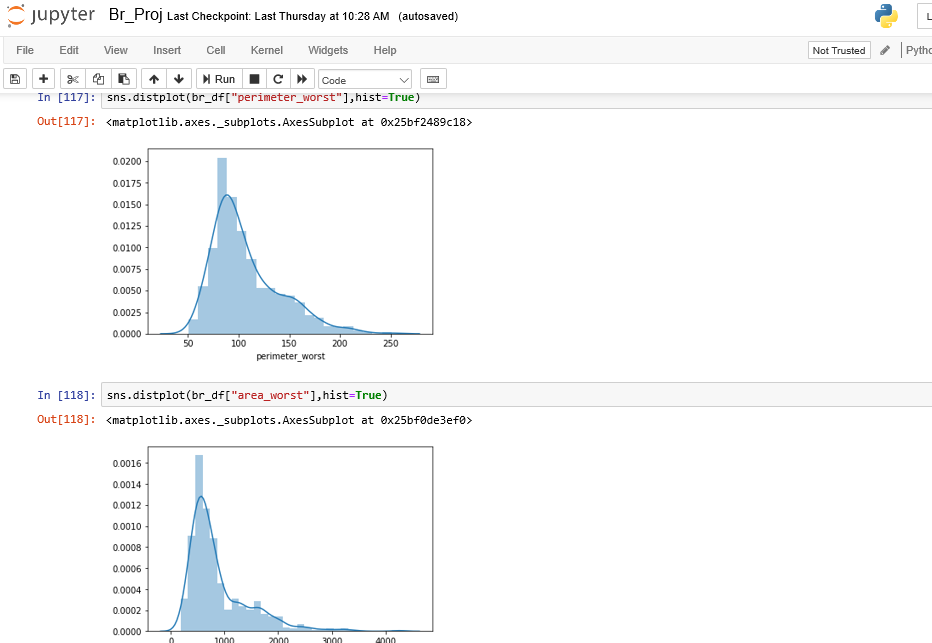 jupyter Br_Proj Last Checkpoint: Last Thursday at 10:28 AM (autosaved)
File Edit View Insert Cell Kernel Widgets Help Not Trusted
Run Code
In [117]: sns.distplot(br_df["perimeter_worst"],hist=True)
Out[117]: <matplotlib.axes._subplots.AxesSubplot at 0x25bf2489c18>
0.0200
0.0175
0.0150
0.0125
0.0100
0.0075
0.0050
0.0025
0.0000
50 100 150 200 250
perimeter_worst
In [118]: sns.distplot(br_df["area_worst"],hist=True)
Out[118]: <matplotlib.axes._subplots.AxesSubplot at 0x25bf0de3ef0>
0.0016
0.0014
0.0012
0.0010
0.0008
0.0006
0.0004
0.0002
0.0000
0 1000 2000 3000 4000